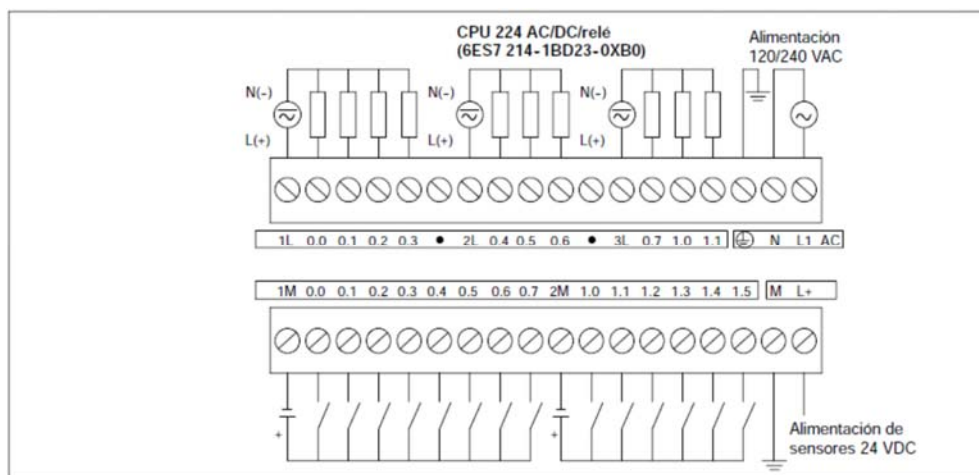 CPU 224 AC/DC/relé
(6ES7 214-1BD23-0XB0)
Alimentación
120/240 VAC
N(-) N(-) N(-)
L(+) L(+) L(+)
1L 0.0 0.1 0.2 0.3 • 2L 0.4 0.5 0.6 • 3L 0.7 1.0 1.1 N L1 AC
1M 0.0 0.1 0.2 0.3 0.4 0.5 0.6 0.7 2M 1.0 1.1 1.2 1.3 1.4 1.5 M L+
+ +
Alimentación de
sensores 24 VDC